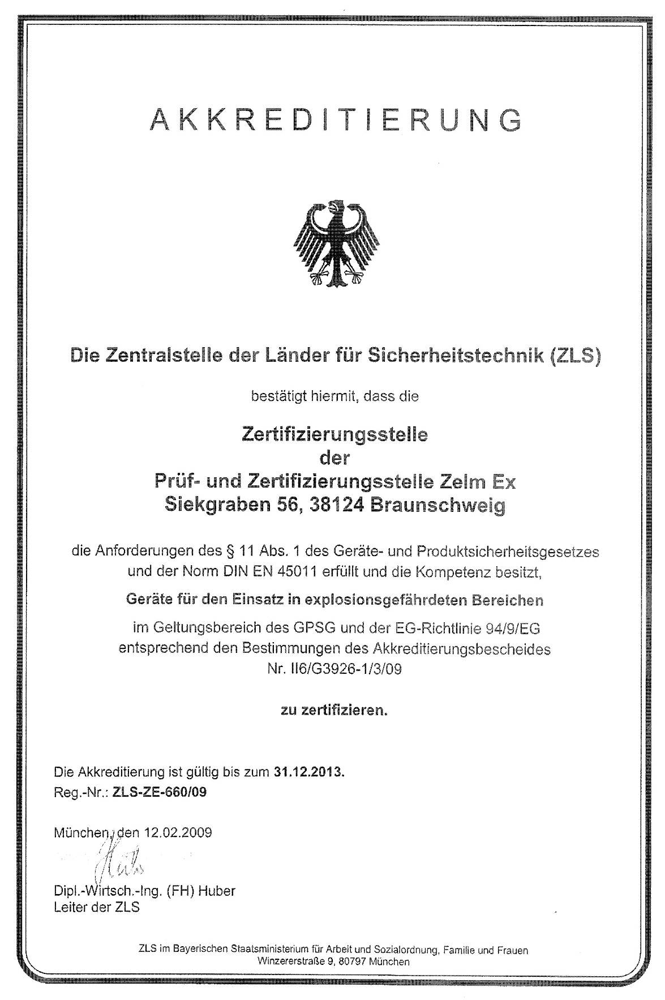 AKKREDITIERUNG
Die Zentralstelle der Länder für Sicherheitstechnik (ZLS)
bestätigt hiermit, dass die
Zertifizierungsstelle
der
Prüf- und Zertifizierungsstelle Zelm Ex
Siekgraben 56, 38124 Braunschweig
die Anforderungen des § 11 Abs. 1 des Geräte- und Produktsicherheitsgesetzes
und der Norm DIN EN 45011 erfüllt und die Kompetenz besitzt,
Geräte für den Einsatz in explosionsgefährdeten Bereichen
im Geltungsbereich des GPSG und der EG-Richtlinie 94/9/EG
entsprechend den Bestimmungen des Akkreditierungsbescheides
Nr. II6/G3926-1/3/09
zu zertifizieren.
Die Akkreditierung ist gültig bis zum 31.12.2013.
Reg.-Nr.: ZLS-ZE-660/09
München, den 12.02.2009
Dipl.-Wirtsch.-Ing. (FH) Huber
Leiter der ZLS
ZLS im Bayerischen Staatsministerium für Arbeit und Sozialordnung, Familie und Frauen
Winzererstraße 9, 80797 München